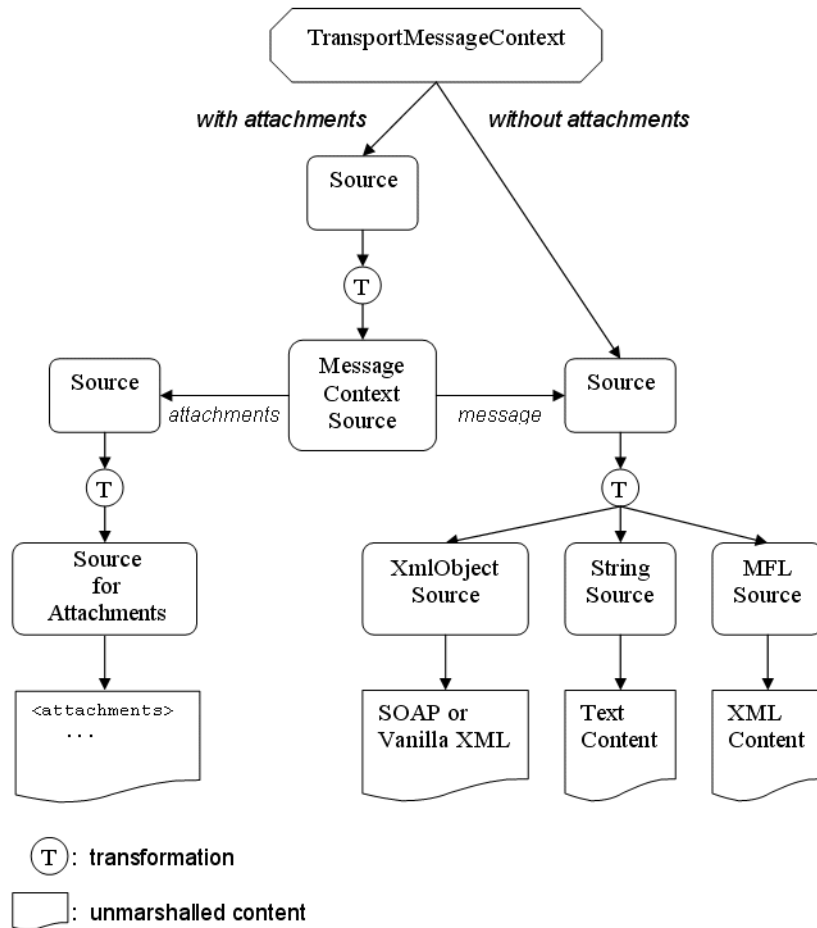 TransportMessageContext
with attachments
without attachments
Source
T
Message
Context
Source
Source
attachments
message
Source
T
T
Source
for
Attachments
XmlObject
Source
String
Source
MFL
Source
<attachments>
...
SOAP or
Vanilla XML
Text
Content
XML
Content
T : transformation
: unmarshalled content